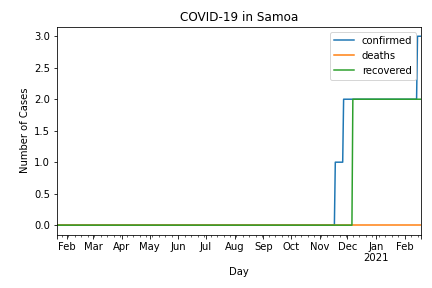 COVID-19 in Samoa
confirmed
deaths
recovered
Number of Cases
3.0
2.5
2.0
1.5
1.0
0.5
0.0
Feb Mar Apr May Jun Jul Aug Sep Oct Nov Dec Jan Feb
2021
Day